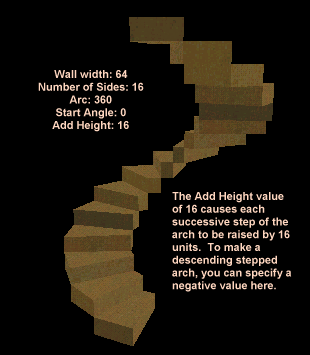 Wall width: 64
Number of Sides: 16
Arc: 360
Start Angle: 0
Add Height: 16
The Add Height value
of 16 causes each
successive step of the
arch to be raised by 16
units. To make a
descending stepped
arch, you can specify a
negative value here.